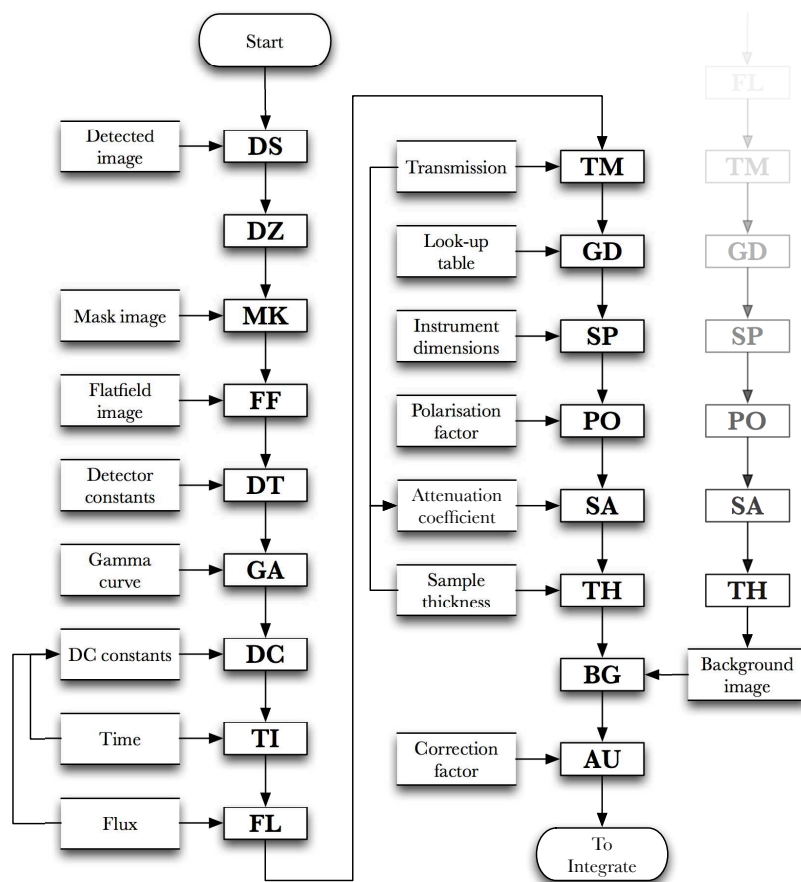 Start
Detected
image
DS
DZ
Mask image
MK
Flatfield
image
FF
Detector
constants
DT
Gamma
curve
GA
DC constants
DC
Time
TI
Flux
FL
Transmission
TM
Look-up
table
GD
Instrument
dimensions
SP
Polarisation
factor
PO
Attenuation
coefficient
SA
Sample
thickness
TH
BG
Correction
factor
AU
To
Integrate
FL
TM
GD
SP
PO
SA
TH
Background
image